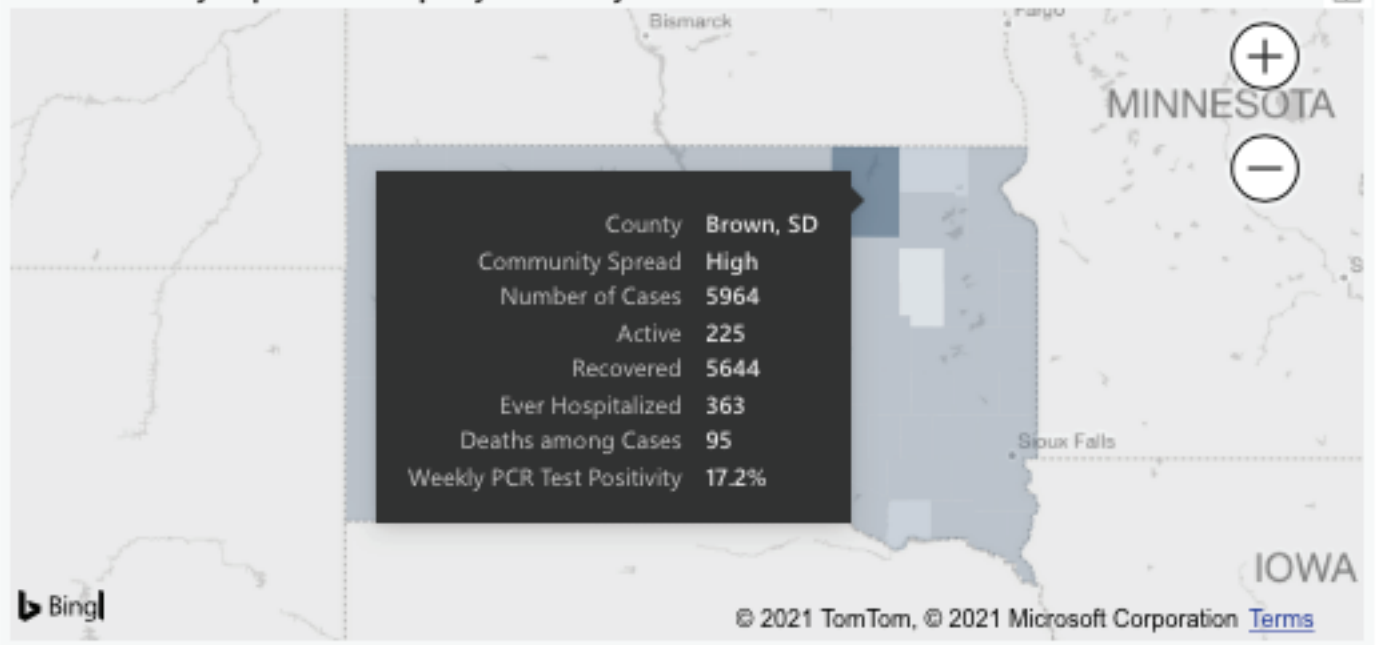 Bismarck
Fargo
MINNESOTA
County Brown, SD
Community Spread High
Number of Cases 5964
Active 225
Recovered 5644
Ever Hospitalized 363
Deaths among Cases 95
Weekly PCR Test Positivity 17.2%
Sioux Falls
IOWA
Bing
© 2021 TomTom, © 2021 Microsoft Corporation Terms